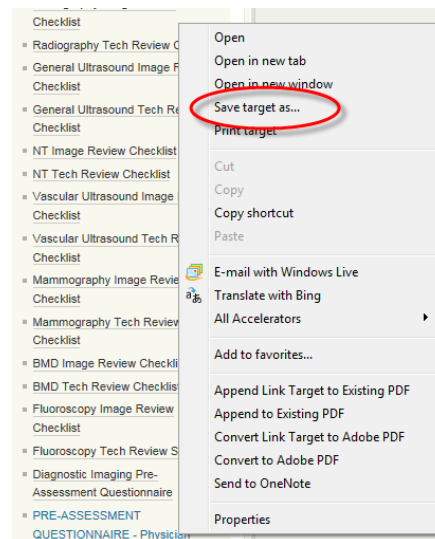 Checklist
Radiography Tech Review
General Ultrasound Image
Checklist
General Ultrasound Tech
Checklist
NT Image Review Checklist
NT Tech Review Checklist
Vascular Ultrasound Image
Checklist
Vascular Ultrasound Tech
Checklist
Mammography Image
Checklist
Mammography Tech Review
Checklist
BMD Image Review
BMD Tech Review
Fluoroscopy Image Review
Checklist
Fluoroscopy Tech Review
Diagnostic Imaging Pre-
Assessment Questionnaire
PRE-ASSESSMENT
QUESTIONNAIRE - Physician
Open
Open in new tab
Open in new window
Save target as...
Print target
Cut
Copy
Copy shortcut
Paste
E-mail with Windows Live
Translate with Bing
All Accelerators
Add to favorites...
Append Link Target to Existing PDF
Append to Existing PDF
Convert Link Target to Adobe PDF
Convert to Adobe PDF
Send to OneNote
Properties